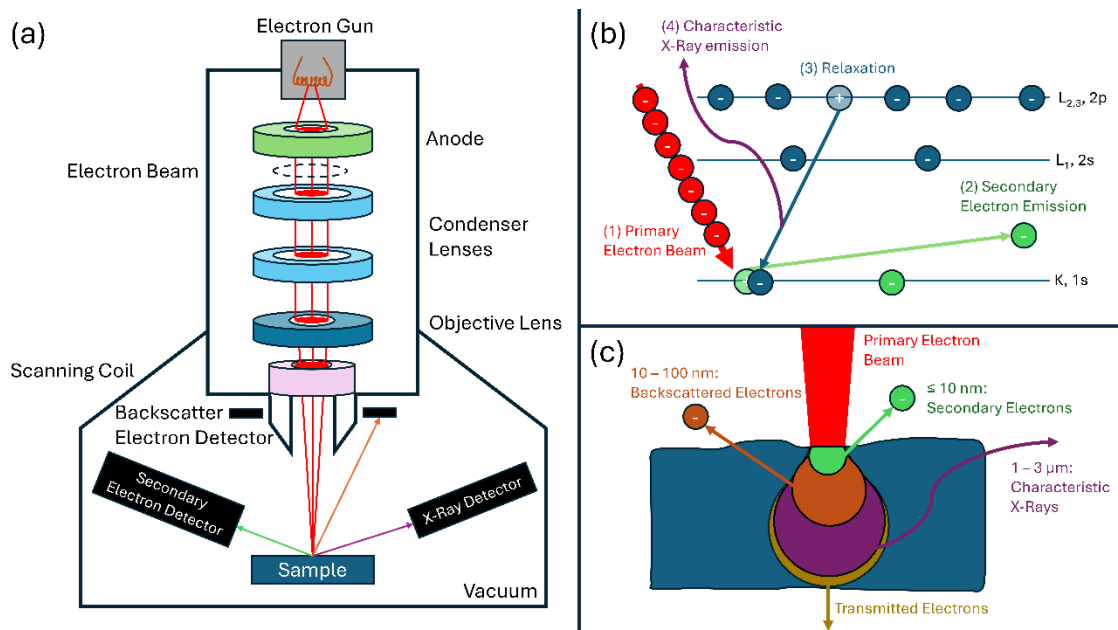 (a)
Electron Gun
Anode
Electron Beam
Condenser
Lenses
Objective Lens
Scanning Coil
Backscatter
Electron Detector
Secondary
Electron Detector
X-Ray Detector
Sample
Vacuum
(b)
(4) Characteristic
X-Ray emission
(3) Relaxation
L2,3, 2p
L1, 2s
(2) Secondary
Electron Emission
(1) Primary
Electron Beam
K, 1s
(c)
Primary Electron
Beam
10 – 100 nm:
Backscattered Electrons
≤ 10 nm:
Secondary Electrons
1 – 3 μm:
Characteristic
X-Rays
Transmitted Electrons